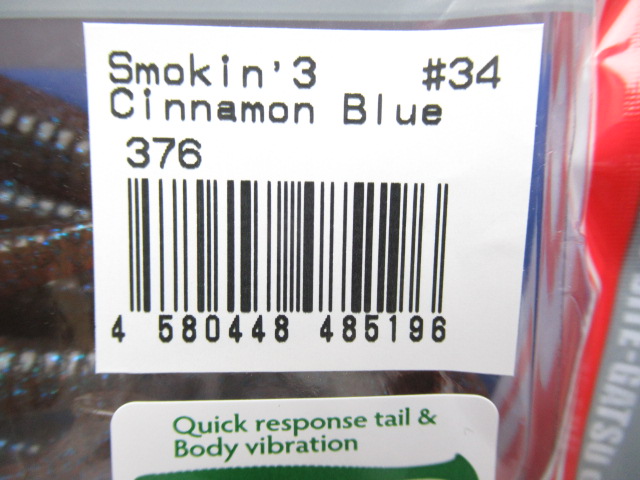 Smokin'3 #34
Cinnamon Blue
376
4 580448 485196
Quick response tail &
Body vibration